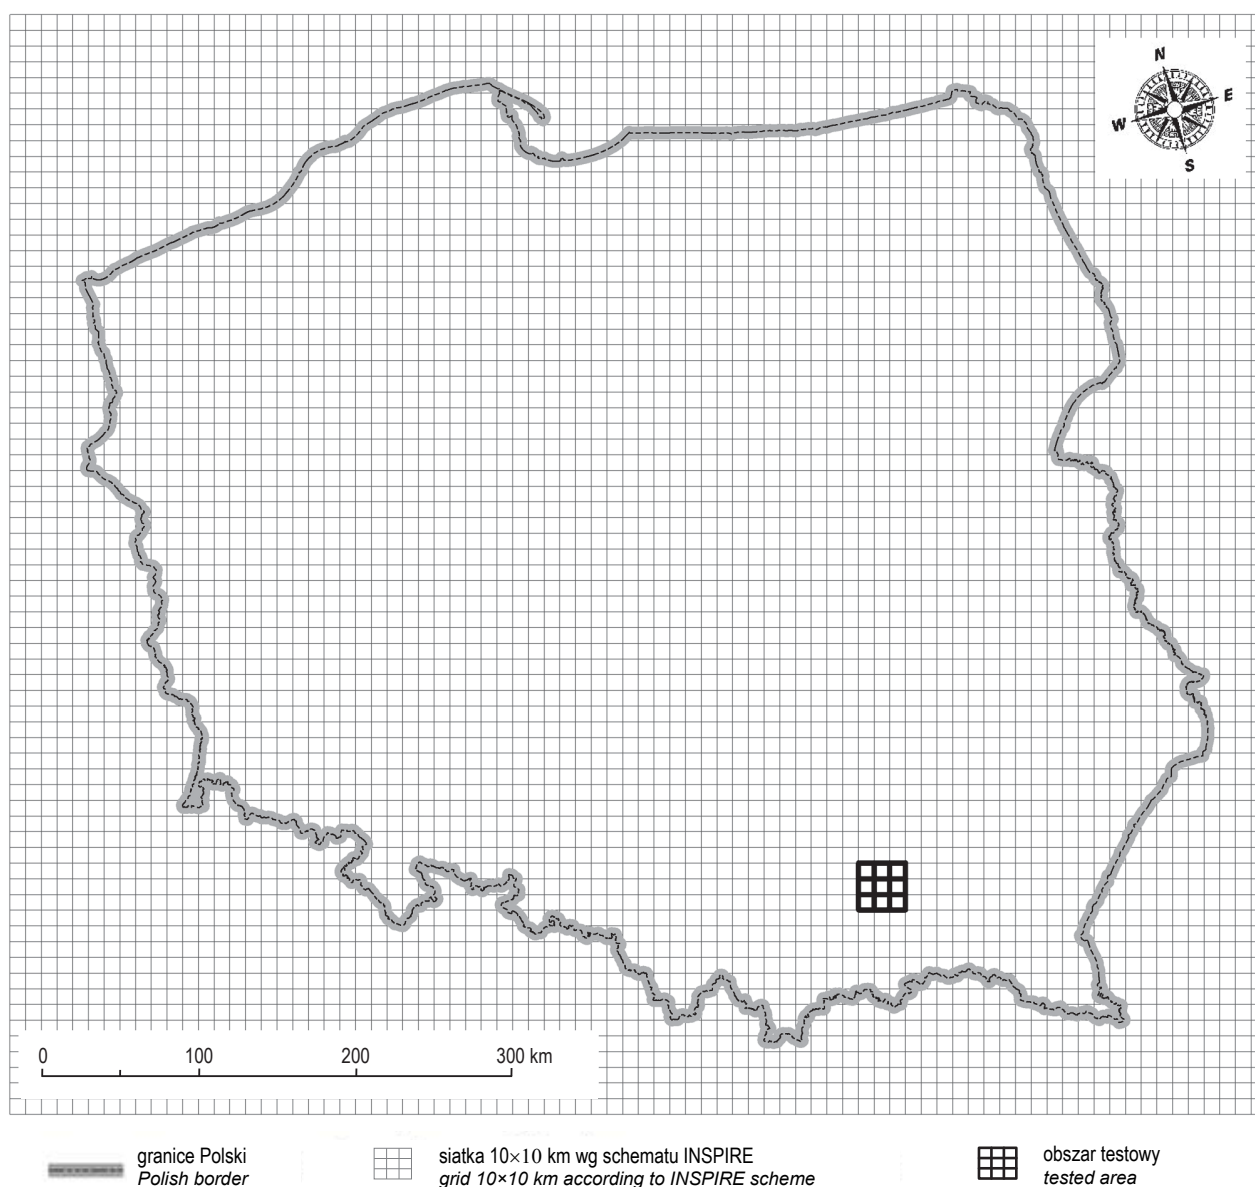 N
E
W
S
0 100 200 300 km
granice Polski
Polish border
siatka 10×10 km wg schematu INSPIRE
grid 10×10 km according to INSPIRE scheme
obszar testowy
tested area